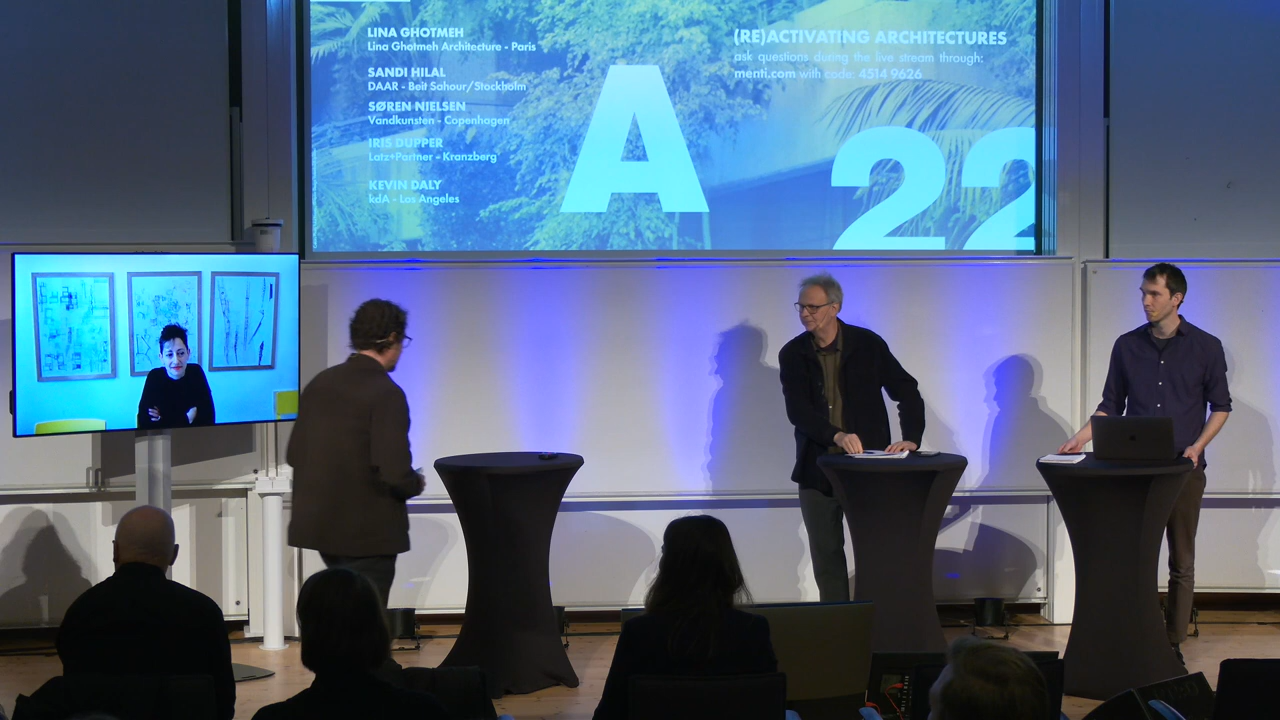 LINA GHOTMEH
Lina Ghotmeh Architecture - Paris
SANDI HILAL
DAAR - Beit Sahour/Stockholm
SØREN NIELSEN
Vandkunsten - Copenhagen
IRIS DUPPER
Latz+Partner - Kranzberg
KEVIN DALY
kdA - Los Angeles
A
(RE)ACTIVATING ARCHITECTURES
ask questions during the live stream through:
menti.com with code: 4514 9626
22